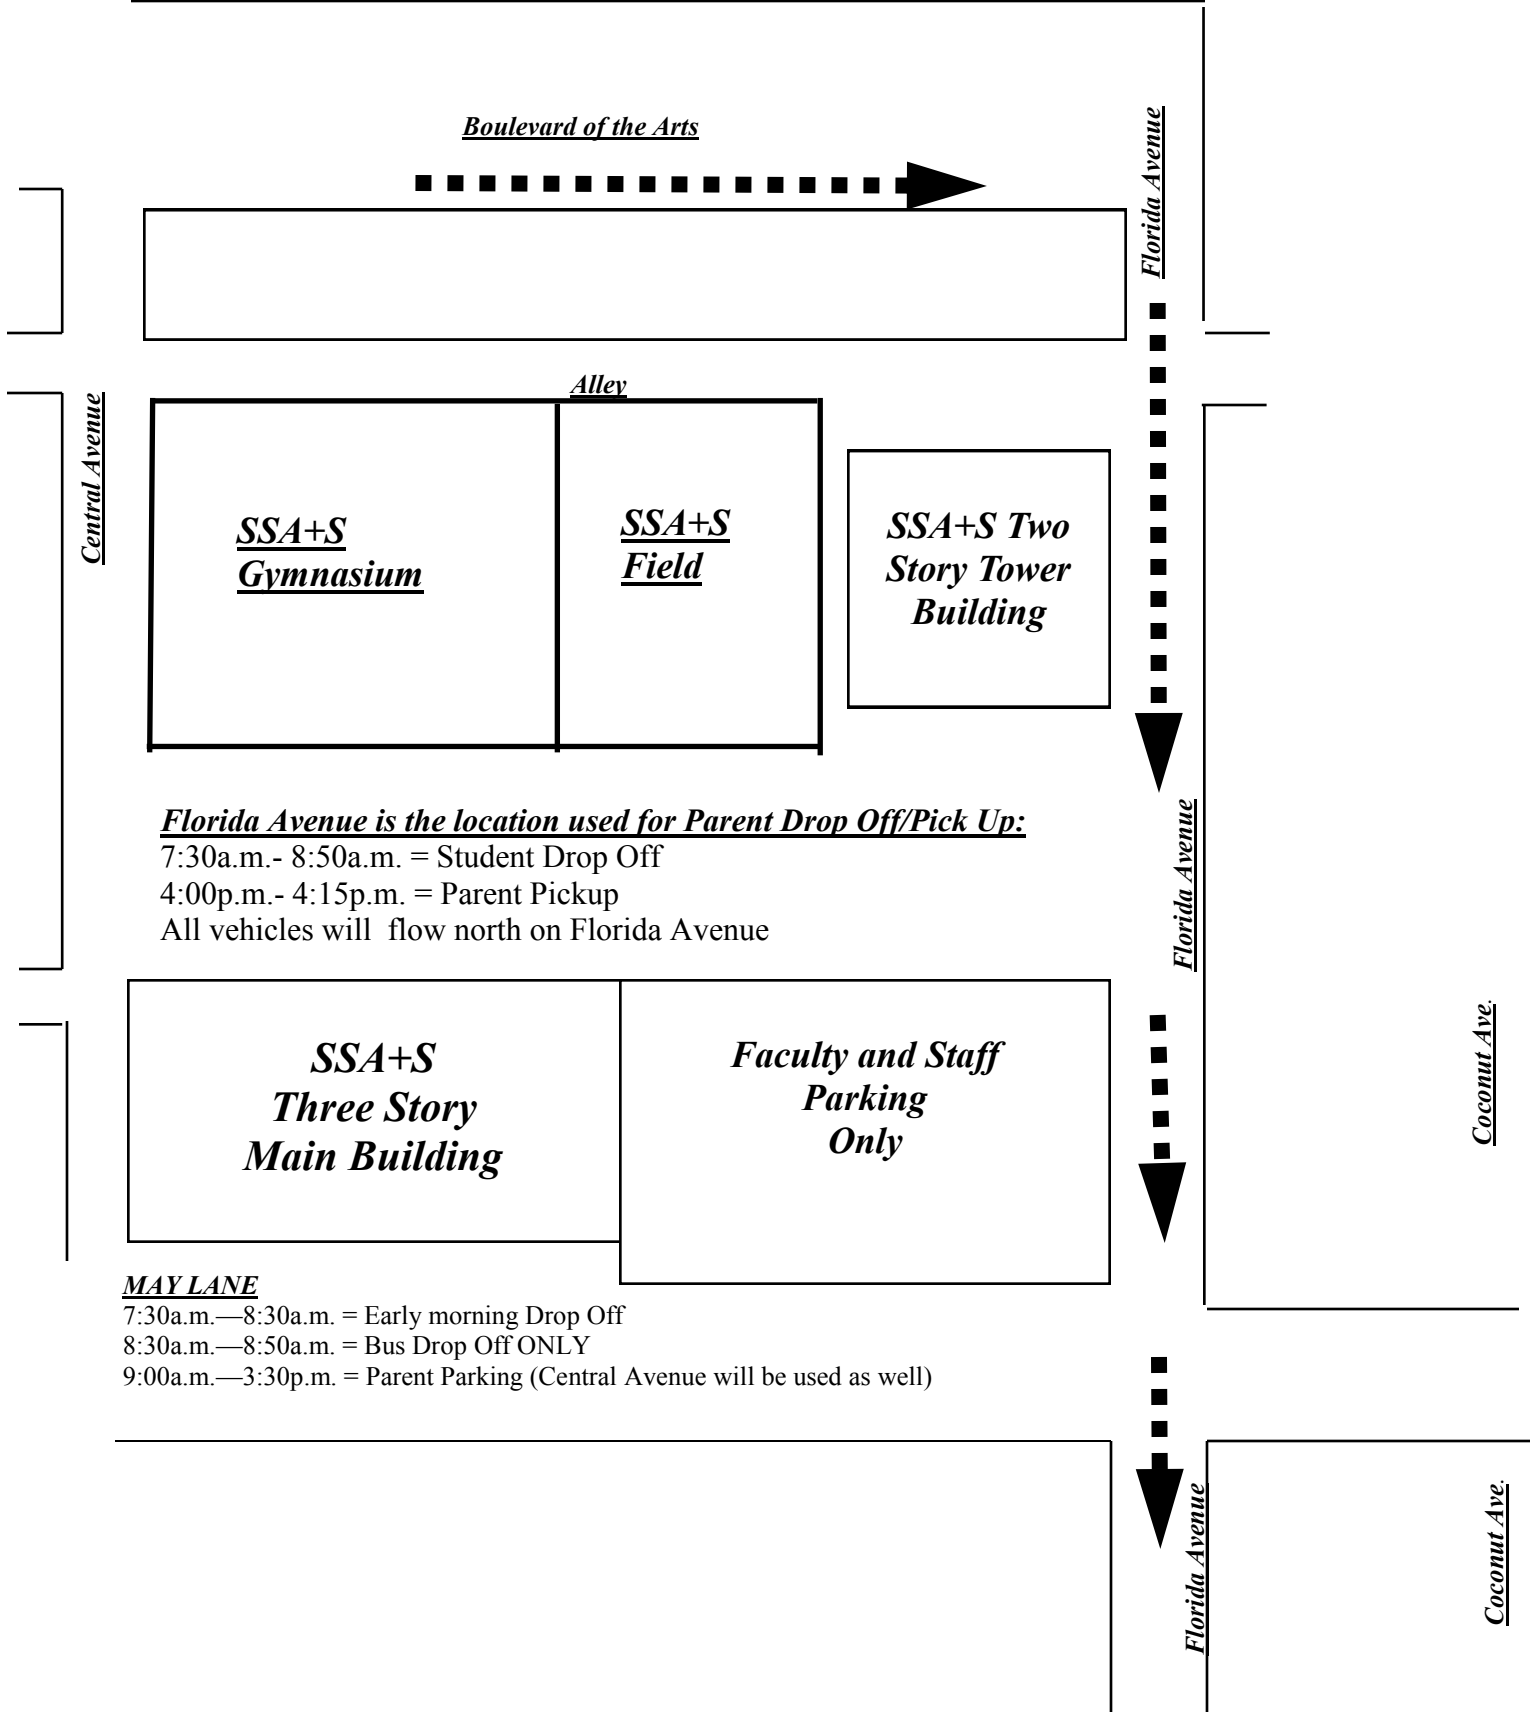 Boulevard of the Arts
Florida Avenue
Alley
Central Avenue
SSA+S
Gymnasium
SSA+S
Field
SSA+S Two
Story Tower
Building
Florida Avenue is the location used for Parent Drop Off/Pick Up:
7:30a.m.- 8:50a.m. = Student Drop Off
4:00p.m.- 4:15p.m. = Parent Pickup
All vehicles will  flow north on Florida Avenue
Florida Avenue
SSA+S
Three Story
Main Building
Faculty and Staff
Parking
Only
Coconut Ave.
MAY LANE
7:30a.m.—8:30a.m. = Early morning Drop Off
8:30a.m.—8:50a.m. = Bus Drop Off ONLY
9:00a.m.—3:30p.m. = Parent Parking (Central Avenue will be used as well)
Florida Avenue
Coconut Ave.